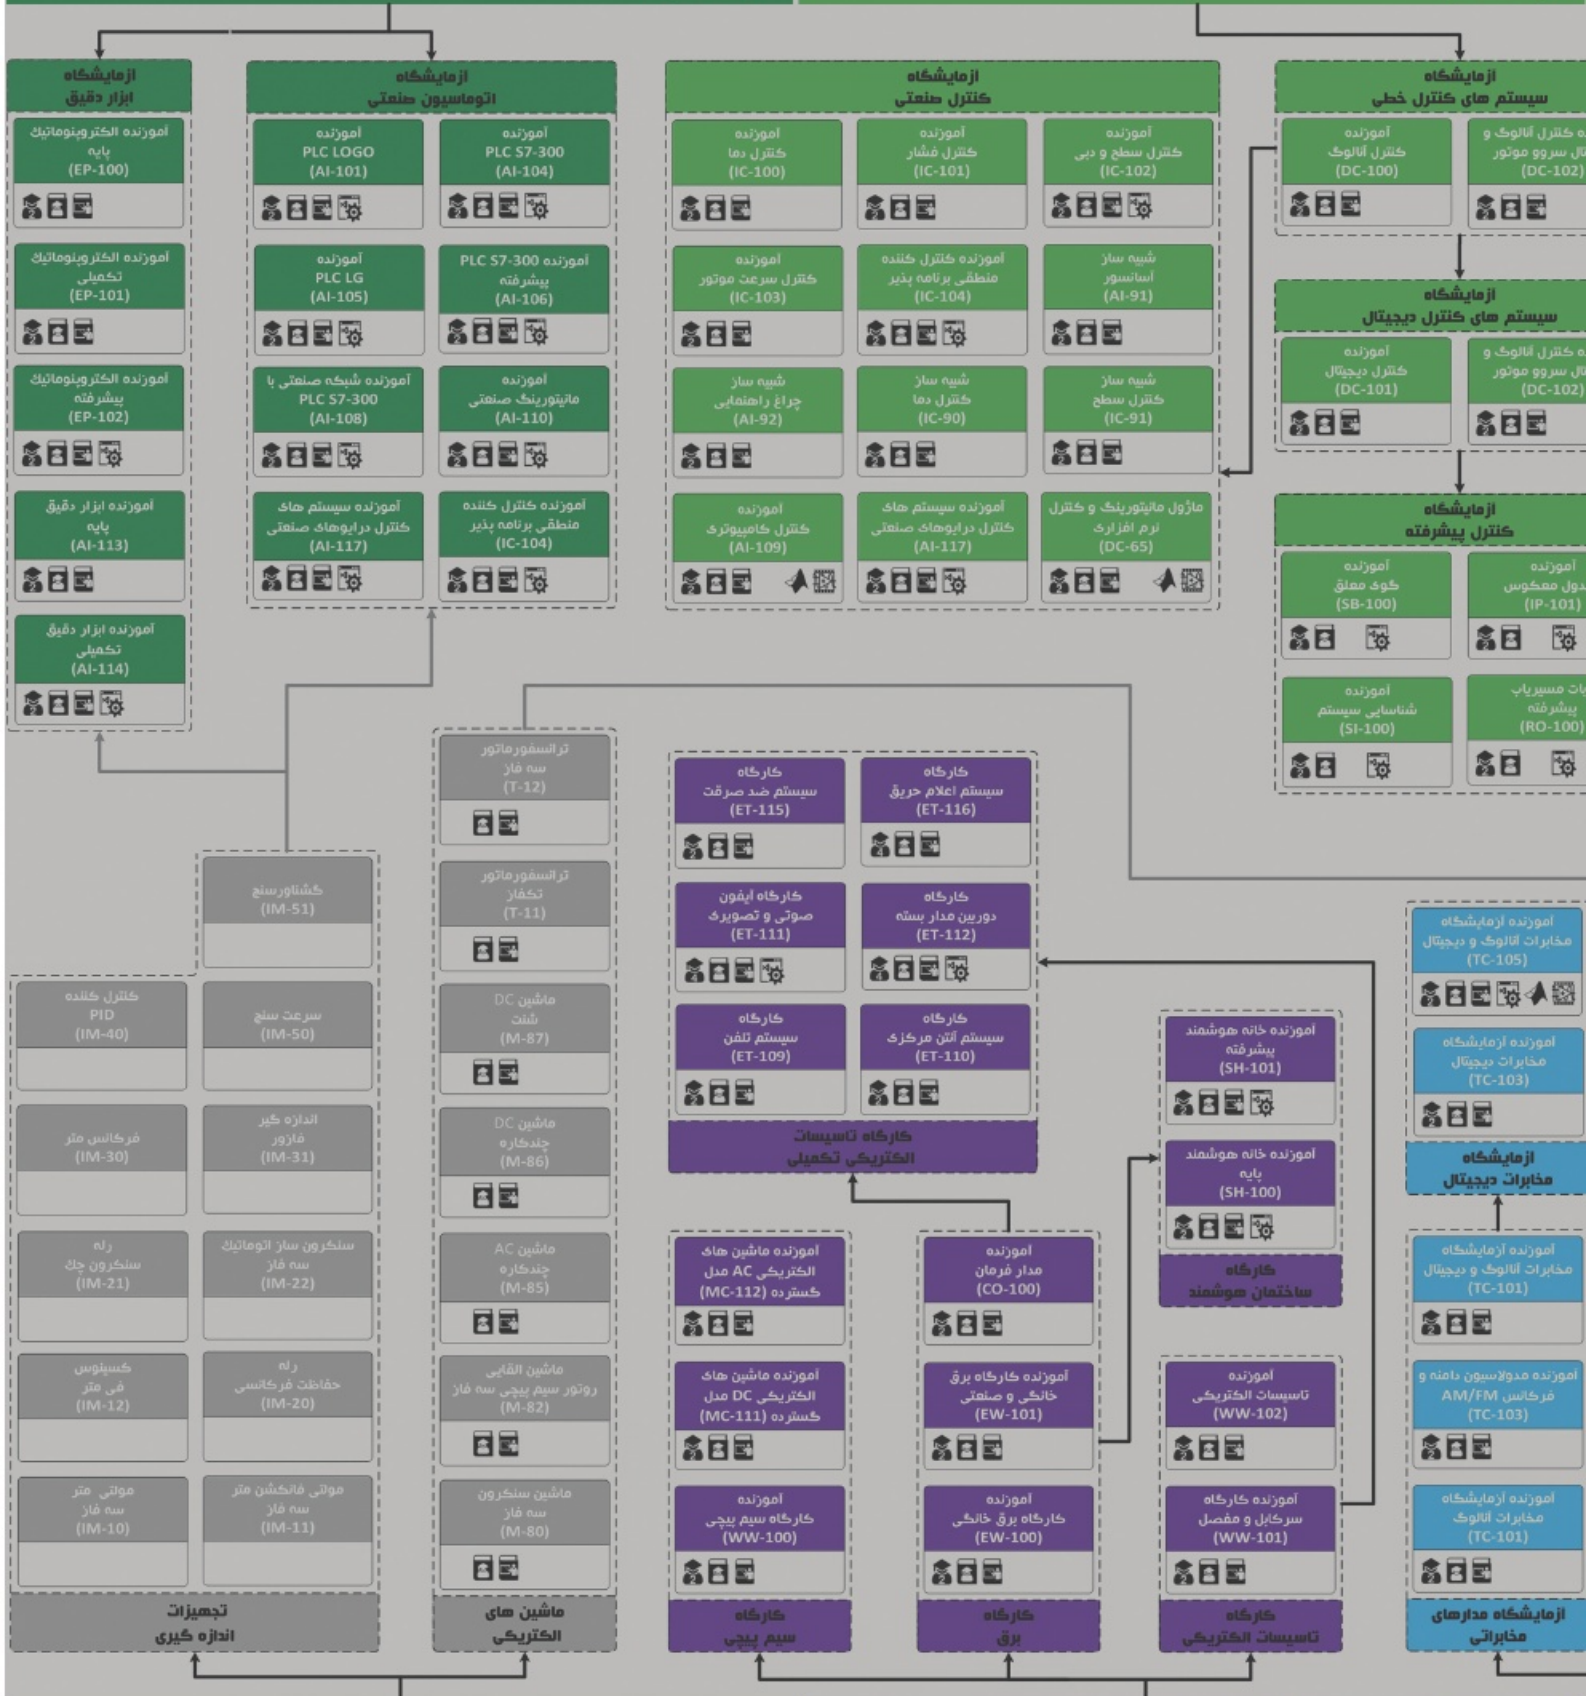 آزمایشگاه
ابزار دقیق
آموزنده الکتروپنوماتیک
پایه
(EP-100)
آموزنده الکتروپنوماتیک
تکمیلی
(EP-101)
آموزنده الکتروپنوماتیک
پیشرفته
(EP-102)
آموزنده ابزار دقیق
پایه
(AI-113)
آموزنده ابزار دقیق
تکمیلی
(AI-114)
آزمایشگاه
اتوماسیون صنعتی
آموزنده
PLC S7-300
(AI-104)
آموزنده
PLC LOGO
(AI-101)
آموزنده PLC S7-300
پیشرفته
(AI-106)
آموزنده
PLC LG
(AI-105)
آموزنده
مانیتورینگ صنعتی
(AI-110)
آموزنده شبکه صنعتی با
PLC S7-300
(AI-108)
آموزنده کنترل کننده
منطقی برنامه پذیر
(IC-104)
آموزنده سیستم های
کنترل درایوهای صنعتی
(AI-117)
آزمایشگاه
کنترل صنعتی
آموزنده
کنترل سطح و دبی
(IC-102)
آموزنده
کنترل فشار
(IC-101)
آموزنده
کنترل دما
(IC-100)
شبیه ساز
آسانسور
(AI-91)
آموزنده کنترل کننده
منطقی برنامه پذیر
(IC-104)
آموزنده
کنترل سرعت موتور
(IC-103)
شبیه ساز
کنترل سطح
(IC-91)
شبیه ساز
کنترل دما
(IC-90)
شبیه ساز
چراغ راهنمایی
(AI-92)
ماژول مانیتورینگ و کنترل
نرم افزاری
(DC-65)
آموزنده سیستم های
کنترل درایوهای صنعتی
(AI-117)
آموزنده
کنترل کامپیوتری
(AI-109)
آزمایشگاه
سیستم های کنترل خطی
کنترل آنالوگ و
سروو موتور
(DC-102)
آموزنده
کنترل آنالوگ
(DC-100)
آزمایشگاه
سیستم های کنترل دیجیتال
کنترل آنالوگ و
سروو موتور
(DC-102)
آموزنده
کنترل دیجیتال
(DC-101)
آزمایشگاه
کنترل پیشرفته
آموزنده
معکوس
(IP-101)
آموزنده
گوی معلق
(SB-100)
مسیریاب
پیشرفته
(RO-100)
آموزنده
شناسایی سیستم
(SI-100)
گشتاورسنج
(IM-51)
سرعت سنج
(IM-50)
کنترل کننده
PID
(IM-40)
اندازه گیر
فازور
(IM-31)
فرکانس متر
(IM-30)
سنکرون ساز اتوماتیک
سه فاز
(IM-22)
رله
سنکرون چک
(IM-21)
رله
حفاظت فرکانسی
(IM-20)
کسینوس
فی متر
(IM-12)
مولتی فانکشن متر
سه فاز
(IM-11)
مولتی متر
سه فاز
(IM-10)
تجهیزات
اندازه گیری
ترانسفورماتور
سه فاز
(T-12)
ترانسفورماتور
تکفاز
(T-11)
ماشین DC
شنت
(M-87)
ماشین DC
چندکاره
(M-86)
ماشین AC
چندکاره
(M-85)
ماشین القایی
روتور سیم پیچی سه فاز
(M-82)
ماشین سنکرون
سه فاز
(M-80)
ماشین های
الکتریکی
کارگاه
سیستم اعلام حریق
(ET-116)
کارگاه
سیستم ضد صرقت
(ET-115)
کارگاه
دوربین مدار بسته
(ET-112)
کارگاه آیفون
صوتی و تصویری
(ET-111)
کارگاه
سیستم آنتن مرکزی
(ET-110)
کارگاه
سیستم تلفن
(ET-109)
کارگاه تاسیسات
الکتریکی تکمیلی
آموزنده ماشین های
الکتریکی AC مدل
گسترده (MC-112)
آموزنده ماشین های
الکتریکی DC مدل
گسترده (MC-111)
آموزنده
کارگاه سیم پیچی
(WW-100)
کارگاه
سیم پیچی
آموزنده
مدار فرمان
(CO-100)
آموزنده کارگاه برق
خانگی و صنعتی
(EW-101)
آموزنده
کارگاه برق خانگی
(EW-100)
کارگاه
برق
آموزنده خانه هوشمند
پیشرفته
(SH-101)
آموزنده خانه هوشمند
پایه
(SH-100)
کارگاه
ساختمان هوشمند
آموزنده
تاسیسات الکتریکی
(WW-102)
آموزنده کارگاه
سرکابل و مفصل
(WW-101)
کارگاه
تاسیسات الکتریکی
آموزنده آزمایشگاه
مخابرات آنالوگ و دیجیتال
(TC-105)
آموزنده آزمایشگاه
مخابرات دیجیتال
(TC-103)
آزمایشگاه
مخابرات دیجیتال
آموزنده آزمایشگاه
مخابرات آنالوگ و دیجیتال
(TC-101)
آموزنده مدولاسیون دامنه و
فرکانس AM/FM
(TC-103)
آموزنده آزمایشگاه
مخابرات آنالوگ
(TC-101)
آزمایشگاه مدارهای
مخابراتی